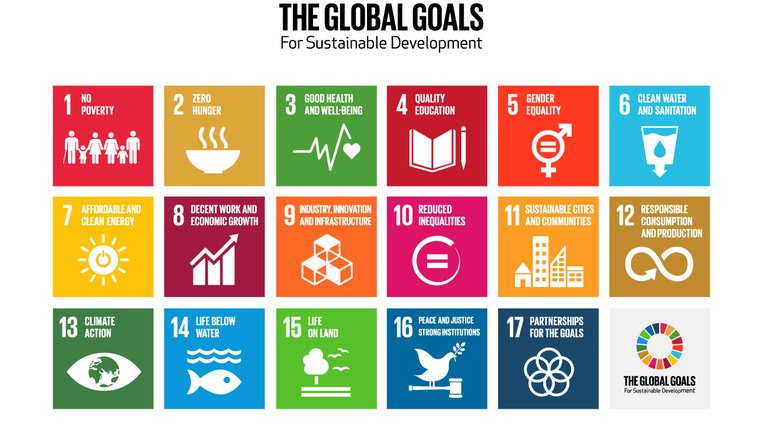 THE GLOBAL GOALS
For Sustainable Development
1 NO
POVERTY
2 ZERO
HUNGER
3 GOOD HEALTH
AND WELL-BEING
4 QUALITY
EDUCATION
5 GENDER
EQUALITY
6 CLEAN WATER
AND SANITATION
7 AFFORDABLE AND
CLEAN ENERGY
8 DECENT WORK AND
ECONOMIC GROWTH
9 INDUSTRY, INNOVATION
AND INFRASTRUCTURE
10 REDUCED
INEQUALITIES
11 SUSTAINABLE CITIES
AND COMMUNITIES
12 RESPONSIBLE
CONSUMPTION
AND PRODUCTION
13 CLIMATE
ACTION
14 LIFE BELOW
WATER
15 LIFE
ON LAND
16 PEACE AND JUSTICE
STRONG INSTITUTIONS
17 PARTNERSHIPS
FOR THE GOALS
THE GLOBAL GOALS
For Sustainable Development